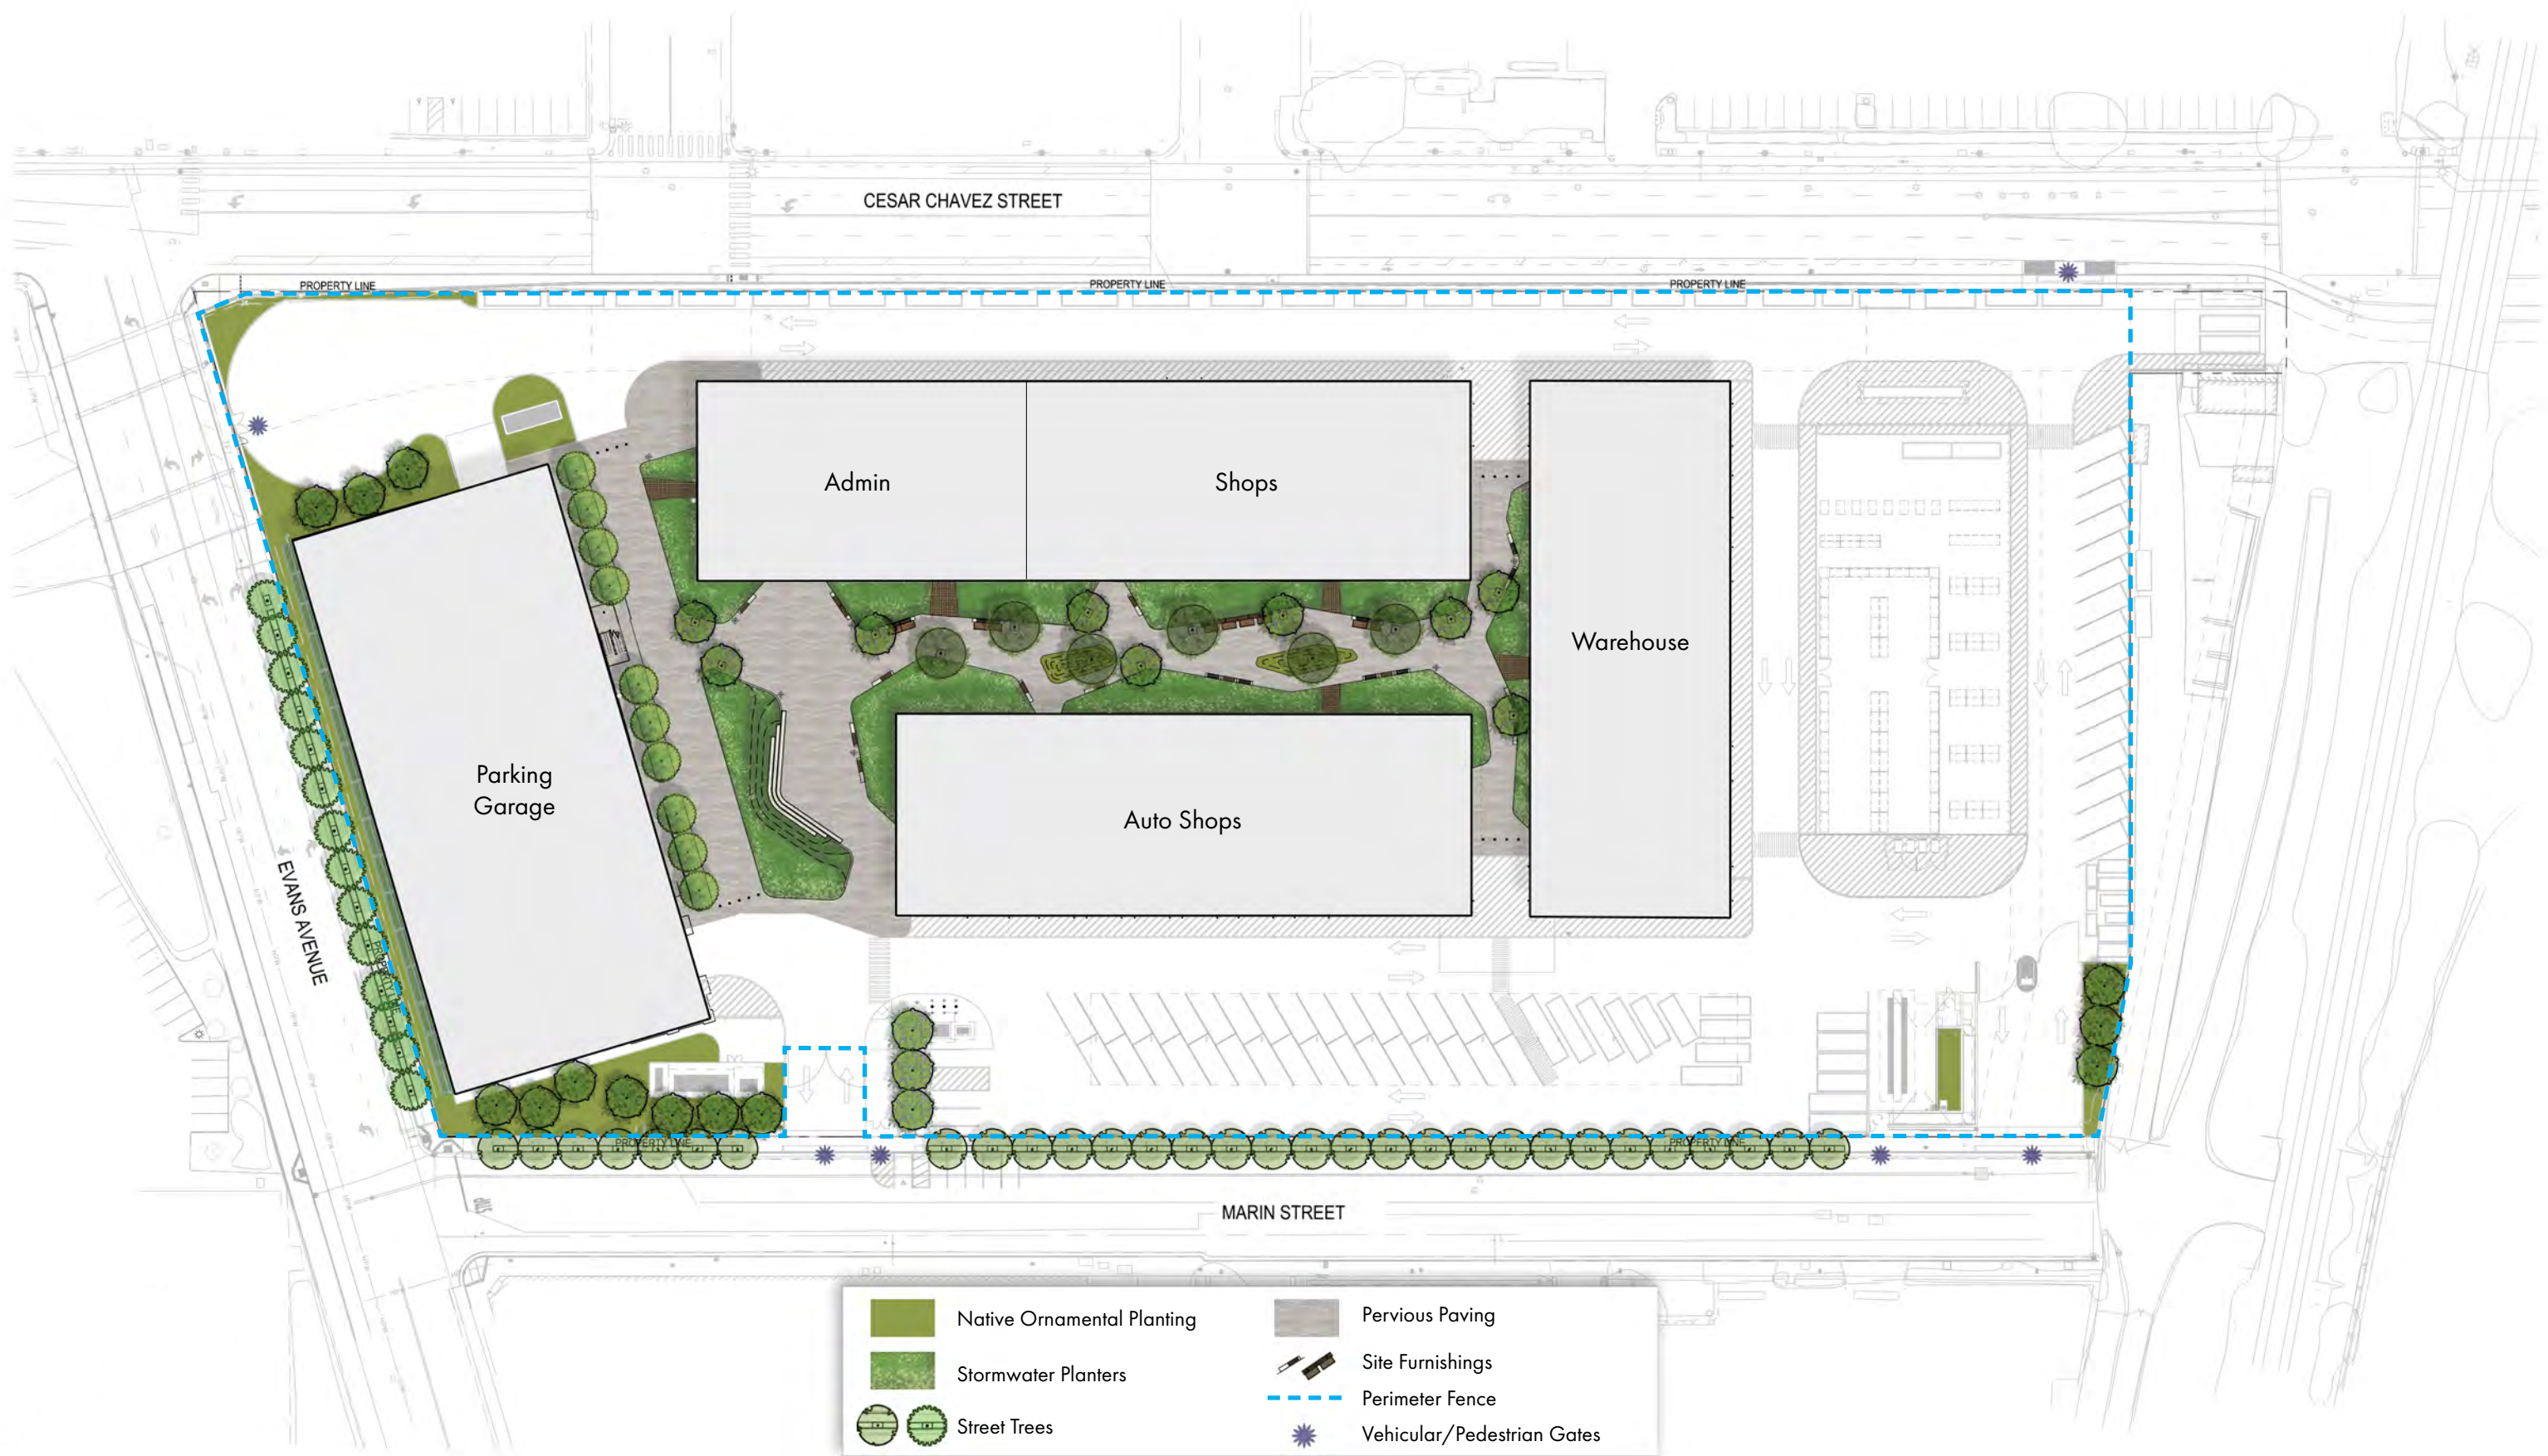 CESAR CHAVEZ STREET
PROPERTY LINE
PROPERTY LINE
PROPERTY LINE
Admin
Shops
Warehouse
Parking
Garage
Auto Shops
EVANS AVENUE
PROPERTY LINE
PROPERTY LINE
PROPERTY LINE
MARIN STREET
Native Ornamental Planting
Stormwater Planters
Street Trees
Pervious Paving
Site Furnishings
Perimeter Fence
Vehicular/Pedestrian Gates